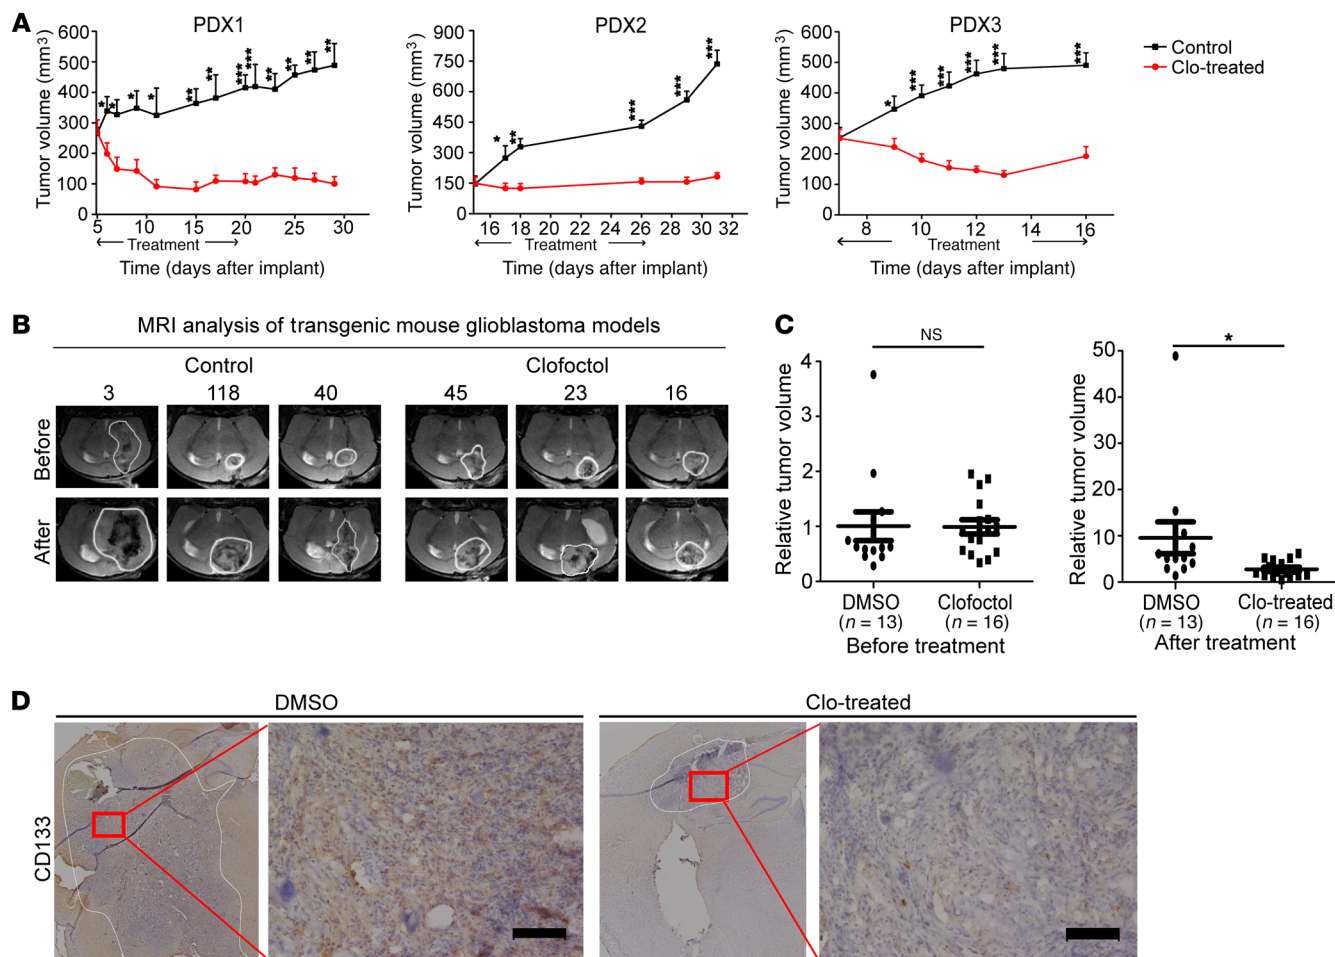 A
PDX1
PDX2
PDX3
Tumor volume (mm3)
600
500
400
300
200
100
0
5
10
15
20
25
30
* * * * ** ** *** *** ** ** ** **
Treatment
Time (days after implant)
Tumor volume (mm3)
900
750
600
450
300
150
0
16
18
20
22
24
26
28
30
32
* ** *** *** ***
Treatment
Time (days after implant)
Tumor volume (mm3)
600
500
400
300
200
100
0
8
10
12
14
16
* *** *** *** *** ***
Treatment
Time (days after implant)
Control
Clo-treated
B
MRI analysis of transgenic mouse glioblastoma models
Control
Clofoctol
3 118 40 45 23 16
Before
After
C
NS
Relative tumor volume
4
3
2
1
0
DMSO Clofoctol
(n = 13) (n = 16)
Before treatment
*
Relative tumor volume
50
40
30
20
10
0
DMSO Clo-treated
(n = 13) (n = 16)
After treatment
D
DMSO
Clo-treated
CD133